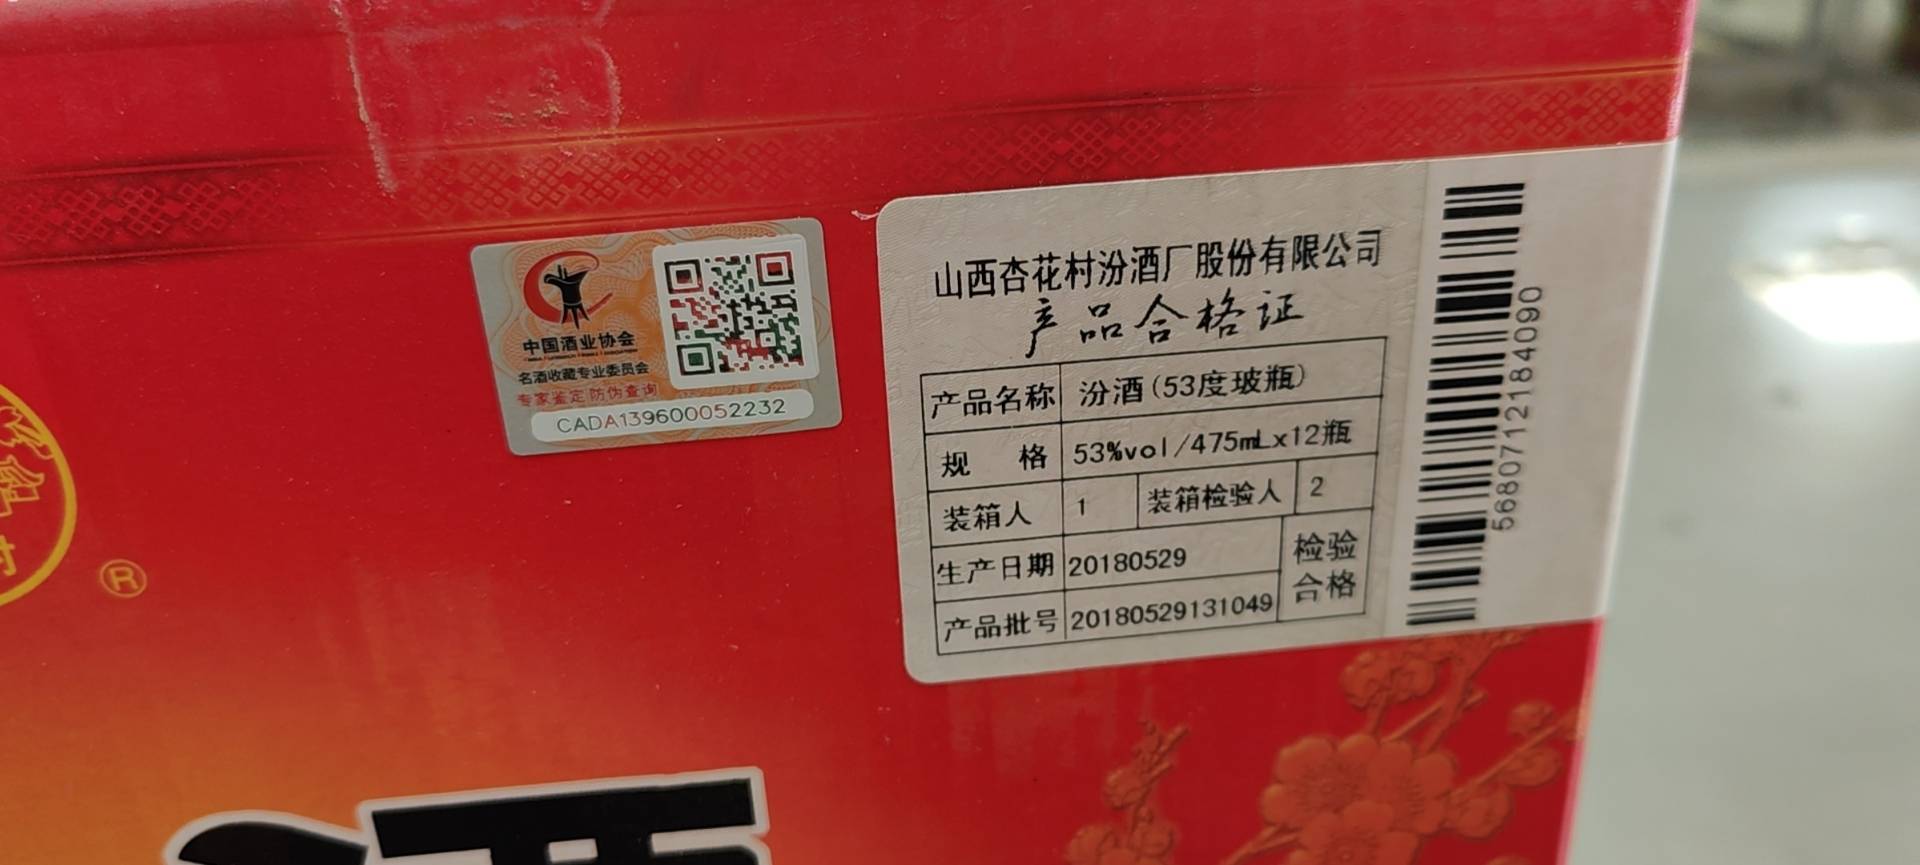 中国酒业协会
名酒收藏专业委员会
专家鉴定 防伪查询
CADA139600052232
山西杏花村汾酒厂股份有限公司
产品合格证
产品名称 汾酒(53度玻瓶)
规 格 53%vol/475mLx12瓶
装箱人 1 装箱检验人 2
生产日期 20180529
检验合格
产品批号 20180529131049
5680712184090
®
酒